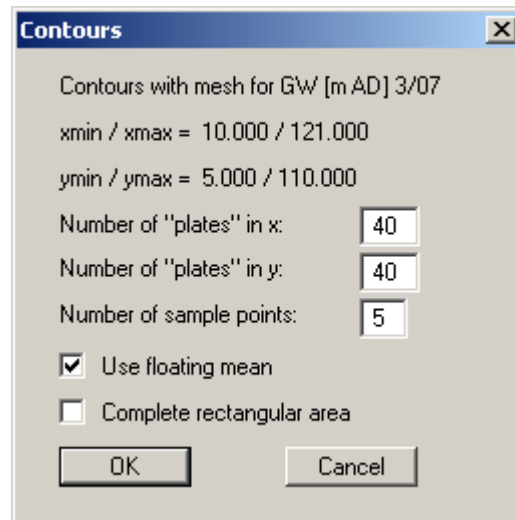 Contours
Contours with mesh for GW [m AD] 3/07
xmin / xmax = 10.000 / 121.000
ymin / ymax = 5.000 / 110.000
Number of "plates" in x: 40
Number of "plates" in y: 40
Number of sample points: 5
Use floating mean
Complete rectangular area
OK Cancel